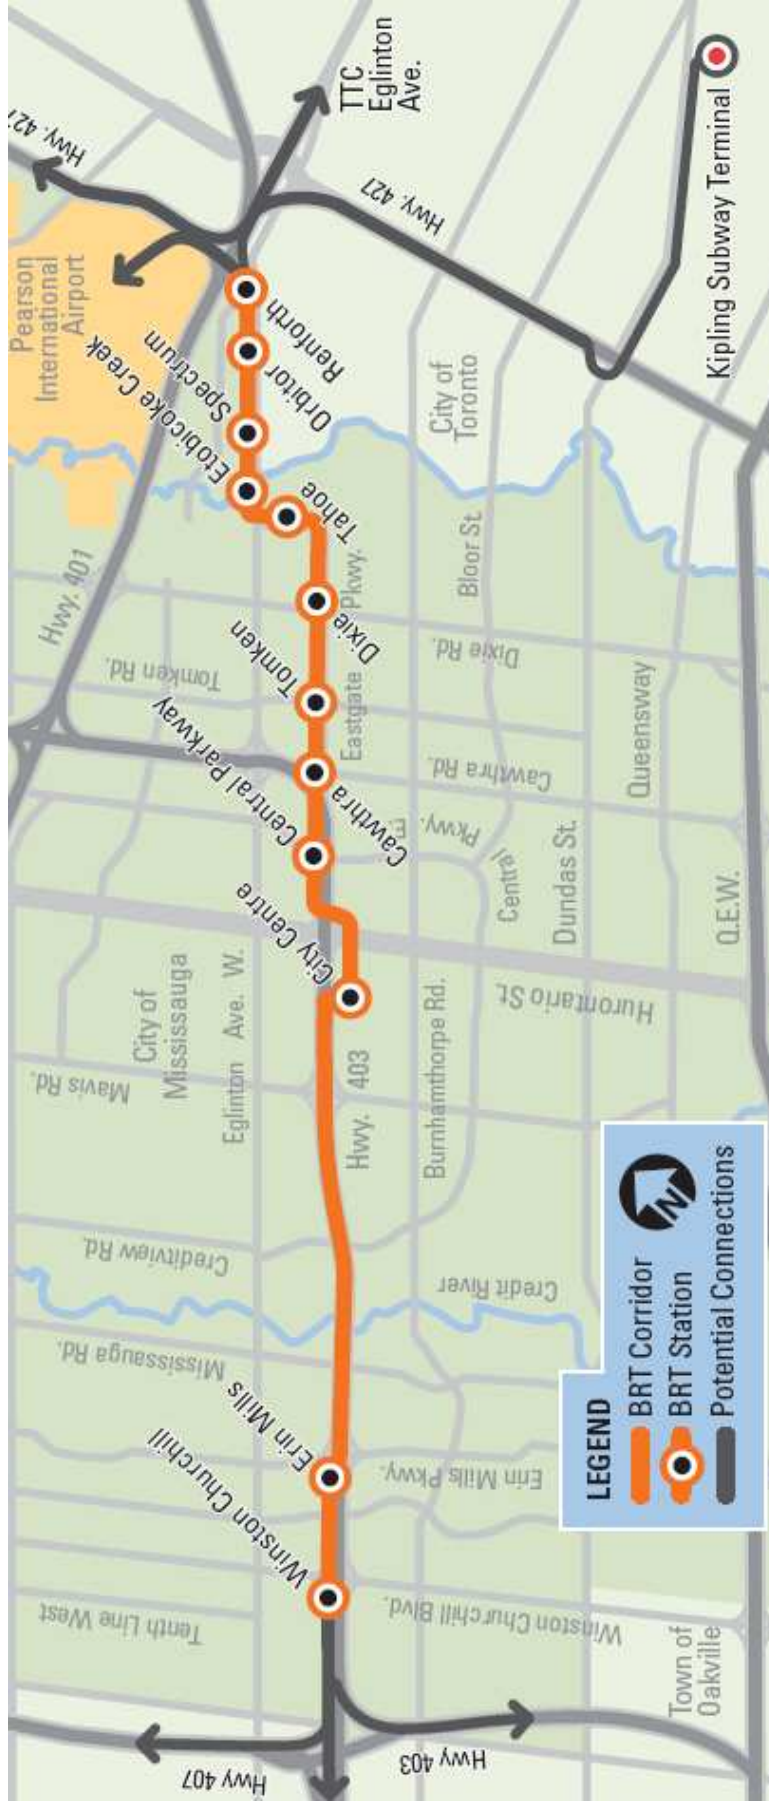 Hwy. 427
Pearson
International
Airport
TTC
Eglinton
Ave.
Hwy. 427
Kipling Subway Terminal
Renforth
Orbitor
Spectrum
Etobicoke Creek
Tahoe
Dixie
Tomken
Cawthra
Central Parkway
City Centre
Erin Mills
Winston Churchill
City of
Toronto
Hwy. 401
Tomken Rd.
Eastgate Pkwy.
Bloor St.
Dixie Rd.
Cawthra Rd.
Queensway
Central
Pkwy.
E.
Dundas St.
Q.E.W.
Hurontario St.
City of
Mississauga
Eglinton Ave. W.
Mavis Rd.
Hwy. 403
Burnhamthorpe Rd.
Creditview Rd.
Credit River
Mississauga Rd.
Erin Mills Pkwy.
Winston Churchill Blvd.
Tenth Line West
Town of
Oakville
Hwy 407
Hwy 403
LEGEND
BRT Corridor
BRT Station
Potential Connections
N